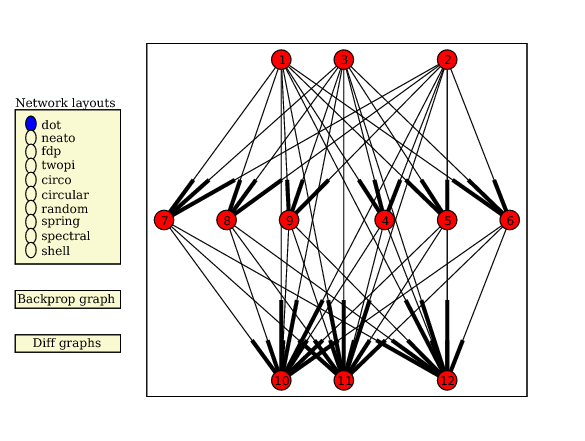 1 3 2
Network layouts
dot
neato
fdp
twopi
circo
circular
random
spring
spectral
shell
7 8 9 4 5 6
Backprop graph
Diff graphs
10 11 12